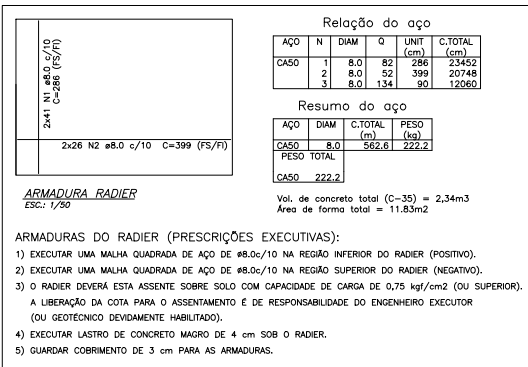 2x41 N1 ø8.0 c/10
C=286 (FS/FI)
2x26 N2 ø8.0 c/10 C=399 (FS/FI)
ARMADURA RADIER
ESC.: 1/50
Relação do aço
AÇO N DIAM Q UNIT (cm) C.TOTAL (cm)
CA50 1 8.0 82 286 23452
2 8.0 52 399 20748
3 8.0 134 90 12060
Resumo do aço
AÇO DIAM C.TOTAL (m) PESO (kg)
CA50 8.0 562.6 222.2
PESO TOTAL
CA50 222.2
Vol. de concreto total (C-35) = 2,34m3
Área de forma total = 11.83m2
ARMADURAS DO RADIER (PRESCRIÇÕES EXECUTIVAS):
1) EXECUTAR UMA MALHA QUADRADA DE AÇO DE ø8.0c/10 NA REGIÃO INFERIOR DO RADIER (POSITIVO).
2) EXECUTAR UMA MALHA QUADRADA DE AÇO DE ø8.0c/10 NA REGIÃO SUPERIOR DO RADIER (NEGATIVO).
3) O RADIER DEVERÁ ESTA ASSENTE SOBRE SOLO COM CAPACIDADE DE CARGA DE 0,75 kgf/cm2 (OU SUPERIOR).
A LIBERAÇÃO DA COTA PARA O ASSENTAMENTO É DE RESPONSABILIDADE DO ENGENHEIRO EXECUTOR
(OU GEOTÉCNICO DEVIDAMENTE HABILITADO).
4) EXECUTAR LASTRO DE CONCRETO MAGRO DE 4 cm SOB O RADIER.
5) GUARDAR COBRIMENTO DE 3 cm PARA AS ARMADURAS.